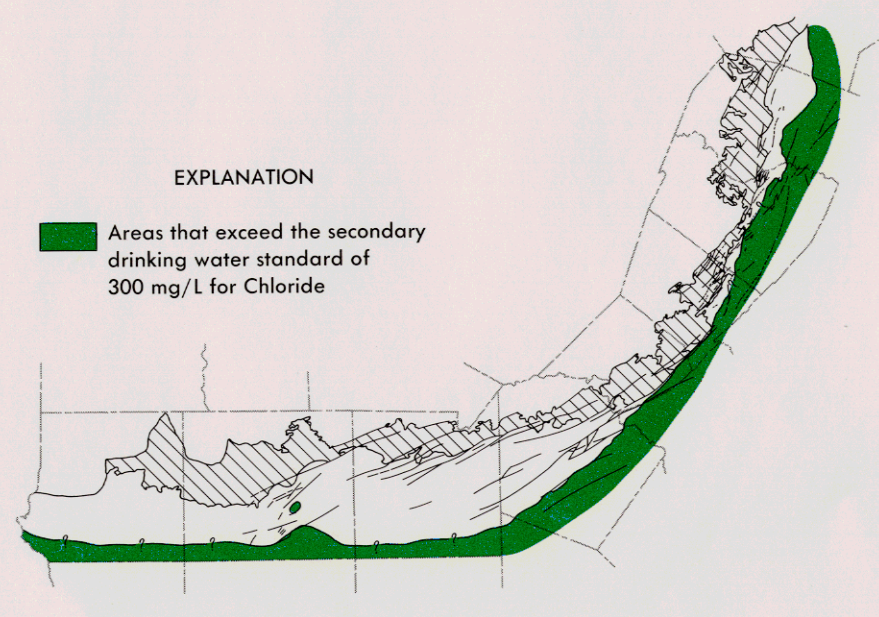 EXPLANATION
Areas that exceed the secondary
drinking water standard of
300 mg/L for Chloride